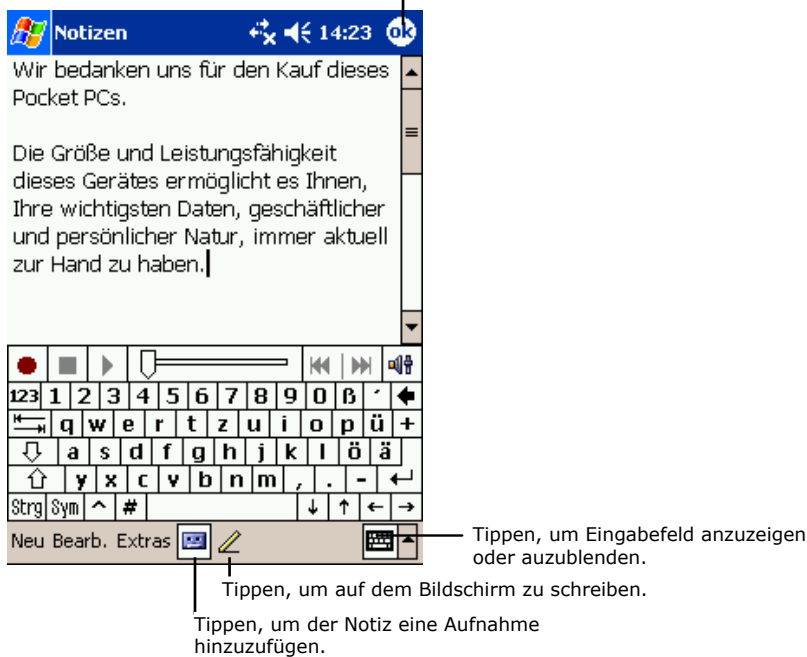 Notizen 14:23 ok
Wir bedanken uns für den Kauf dieses
Pocket PCs.
Die Größe und Leistungsfähigkeit
dieses Gerätes ermöglicht es Ihnen,
Ihre wichtigsten Daten, geschäftlicher
und persönlicher Natur, immer aktuell
zur Hand zu haben.
123 1 2 3 4 5 6 7 8 9 0 ß ´
q w e r t z u i o p ü +
a s d f g h j k l ö ä
y x c v b n m , . -
Strg Sym ^ # ↓ ↑ ← →
Neu Bearb. Extras
Tippen, um Eingabefeld anzuzeigen
oder auzublenden.
Tippen, um auf dem Bildschirm zu schreiben.
Tippen, um der Notiz eine Aufnahme
hinzuzufügen.